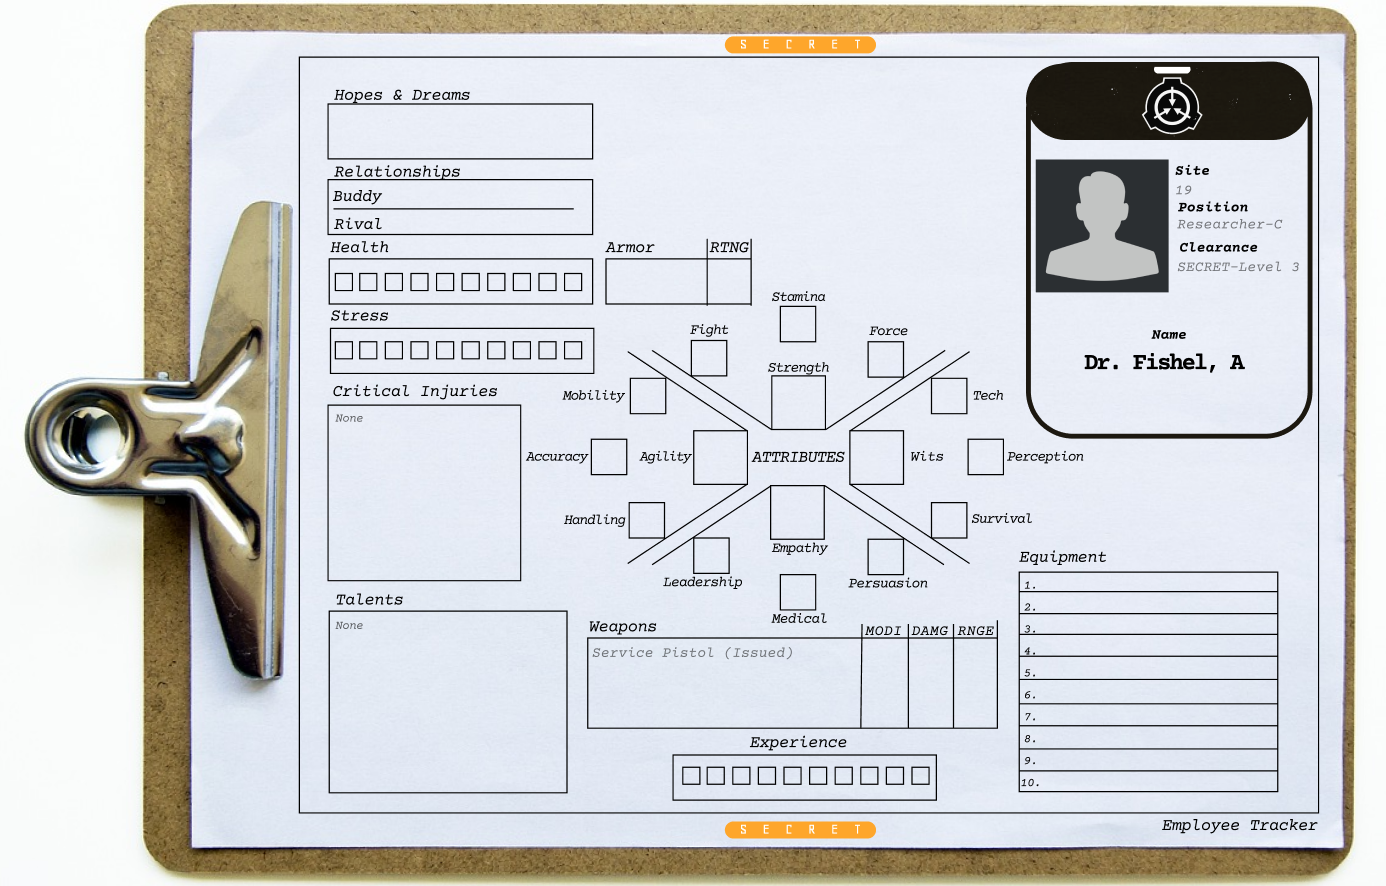 SECRET
Hopes & Dreams
Relationships
Buddy
Rival
Health
Armor
RTNG
Stress
Critical Injuries
None
Talents
None
Site
19
Position
Researcher-C
Clearance
SECRET-Level 3
Name
Dr. Fishel, A
Stamina
Fight
Force
Strength
Mobility
Tech
Accuracy
Agility
ATTRIBUTES
Wits
Perception
Handling
Survival
Empathy
Leadership
Persuasion
Medical
Weapons
MODI
DAMG
RNGE
Service Pistol (Issued)
Experience
Equipment
1.
2.
3.
4.
5.
6.
7.
8.
9.
10.
SECRET
Employee Tracker